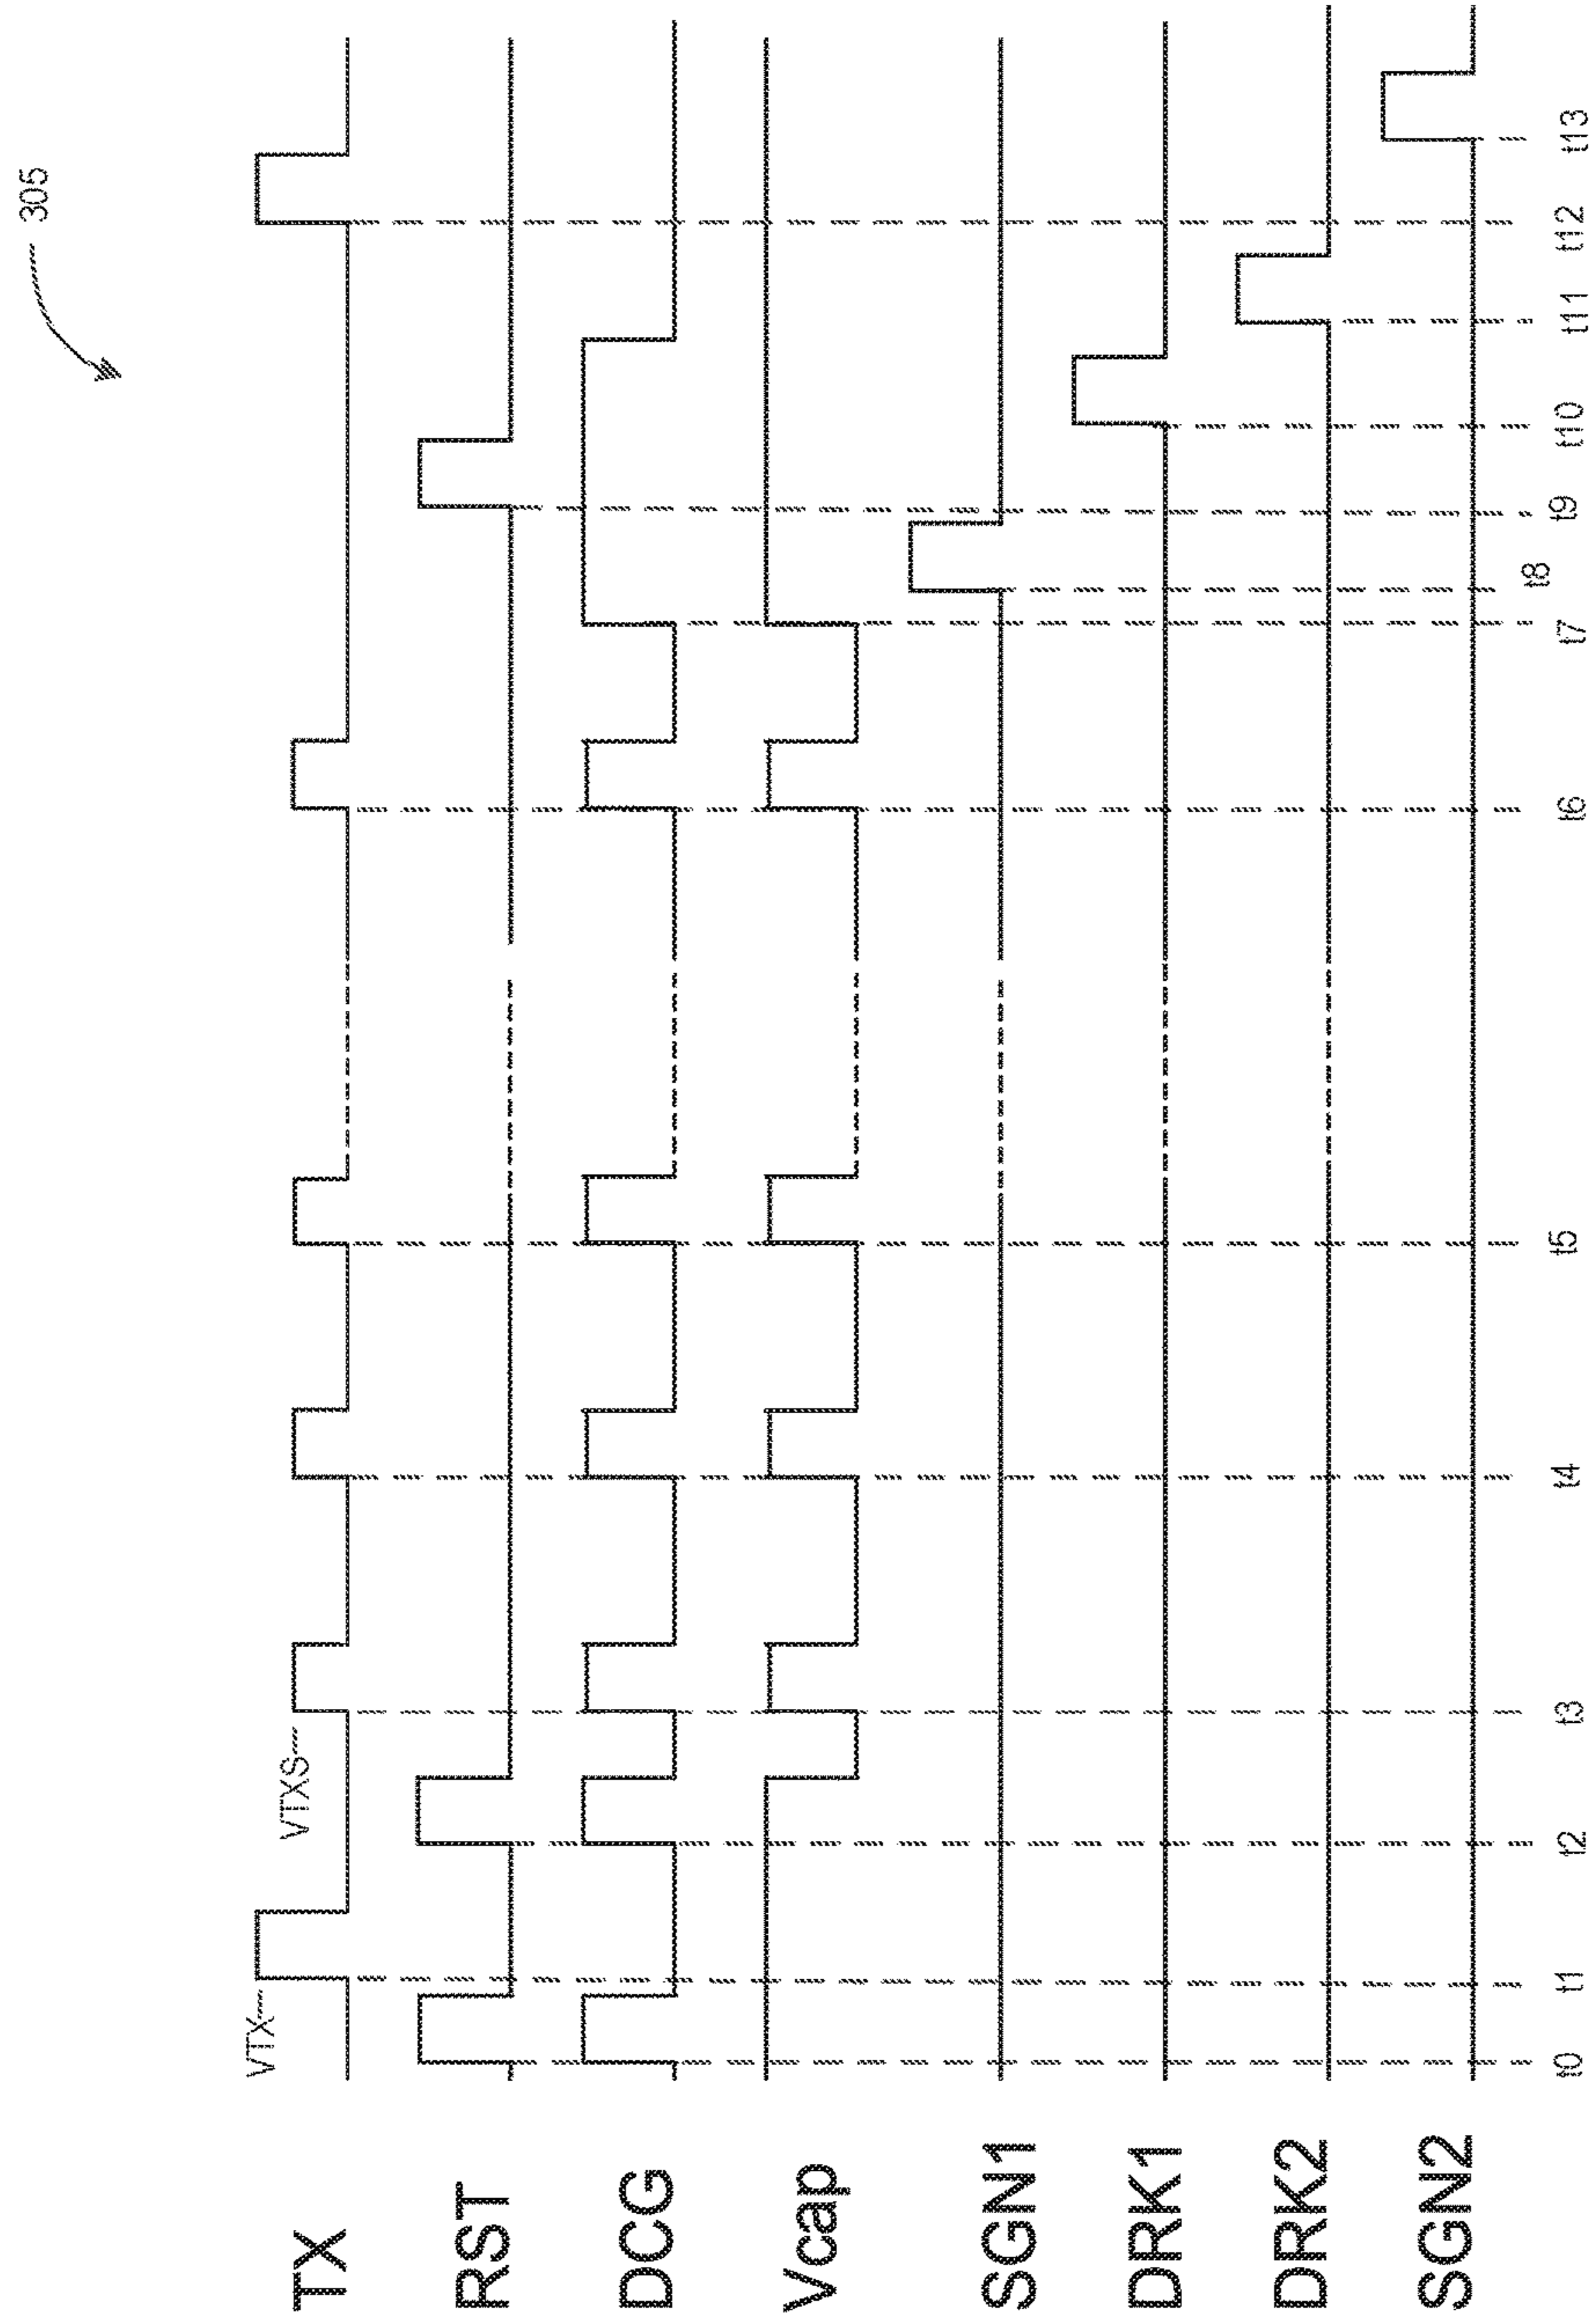 305
VTX
VTXS
TX
RST
DCG
Vcap
SGN1
DRK1
DRK2
SGN2
t0 t1 t2 t3 t4 t5 t6 t7 t8 t9 t10 t11 t12 t13